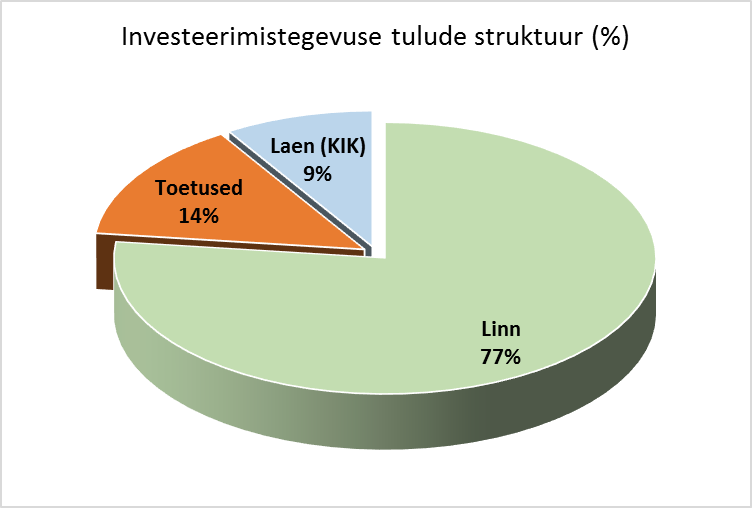 Investeerimistegevuse tulude struktuur (%)
Laen (KIK)
9%
Toetused
14%
Linn
77%